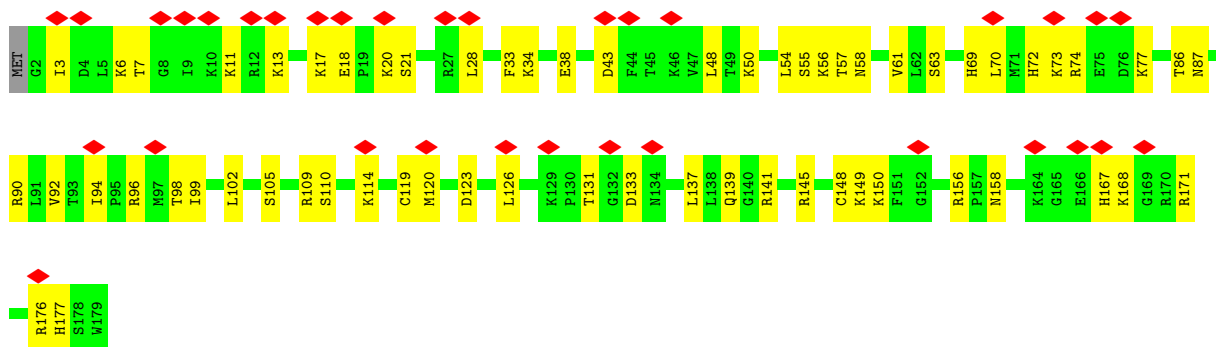 MET G2 I3 D4 L5 K6 T7 G8 I9 K10 K11 R12 K13 K17 E18 P19 K20 S21 R27 L28 F33 K34 E38 D43 F44 T45 K46 V47 L48 T49 K50 L54 S55 K56 T57 N58 V61 L62 S63 H69 L70 M71 H72 K73 R74 E75 D76 K77 T86 N87
R90 L91 V92 T93 I94 P95 R96 M97 T98 I99 L102 S105 R109 S110 K114 C119 M120 D123 L126 K129 P130 T131 G132 D133 N134 L137 L138 Q139 G140 R141 R145 C148 K149 K150 F151 G152 R156 P157 N158 K164 G165 E166 H167 K168 G169 R170 R171
R176 H177 S178 W179